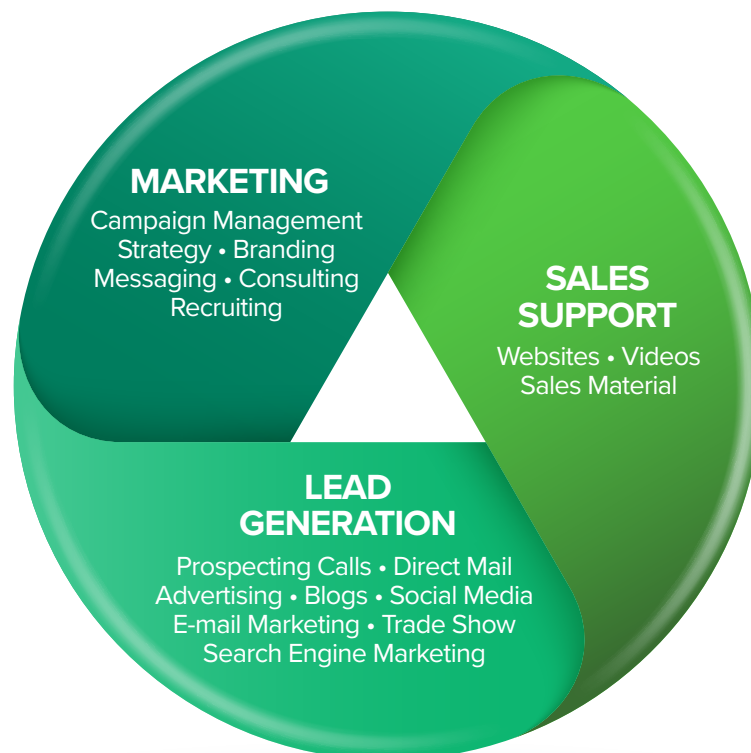 MARKETING
Campaign Management
Strategy • Branding
Messaging • Consulting
Recruiting
SALES
SUPPORT
Websites • Videos
Sales Material
LEAD
GENERATION
Prospecting Calls • Direct Mail
Advertising • Blogs • Social Media
E-mail Marketing • Trade Show
Search Engine Marketing